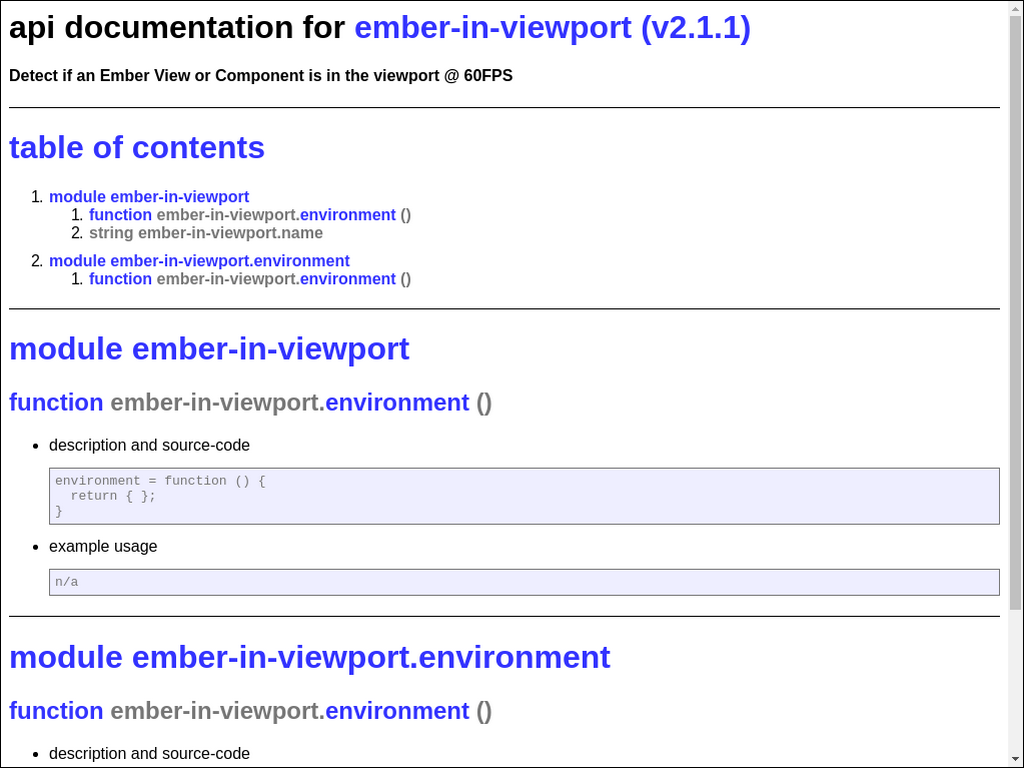 api documentation for ember-in-viewport (v2.1.1)
Detect if an Ember View or Component is in the viewport @ 60FPS
table of contents
1. module ember-in-viewport
1. function ember-in-viewport.environment ()
2. string ember-in-viewport.name
2. module ember-in-viewport.environment
1. function ember-in-viewport.environment ()
module ember-in-viewport
function ember-in-viewport.environment ()
• description and source-code
environment = function () {
  return { };
}
• example usage
n/a
module ember-in-viewport.environment
function ember-in-viewport.environment ()
• description and source-code